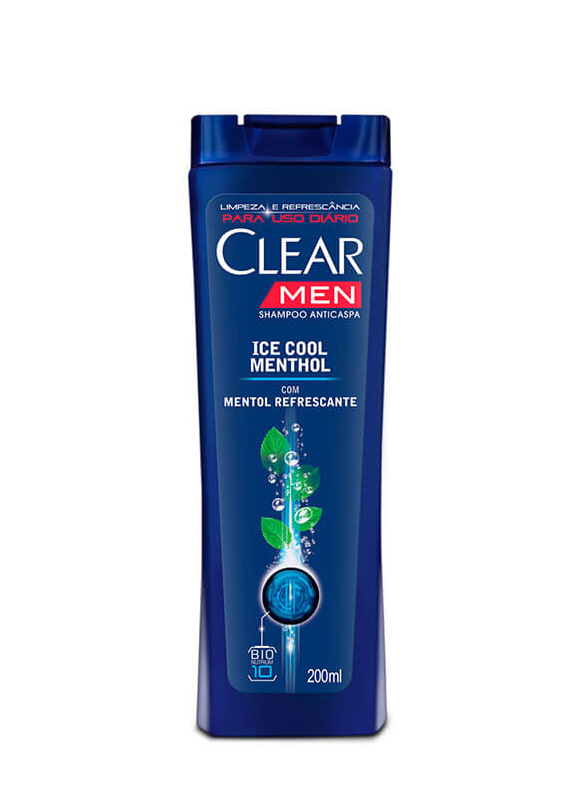 LIMPEZA E REFRESCÂNCIA
PARA USO DIÁRIO
CLEAR
MEN
SHAMPOO ANTICASPA
ICE COOL
MENTHOL
COM
MENTOL REFRESCANTE
BIO
NUTRIUM
10
200ml